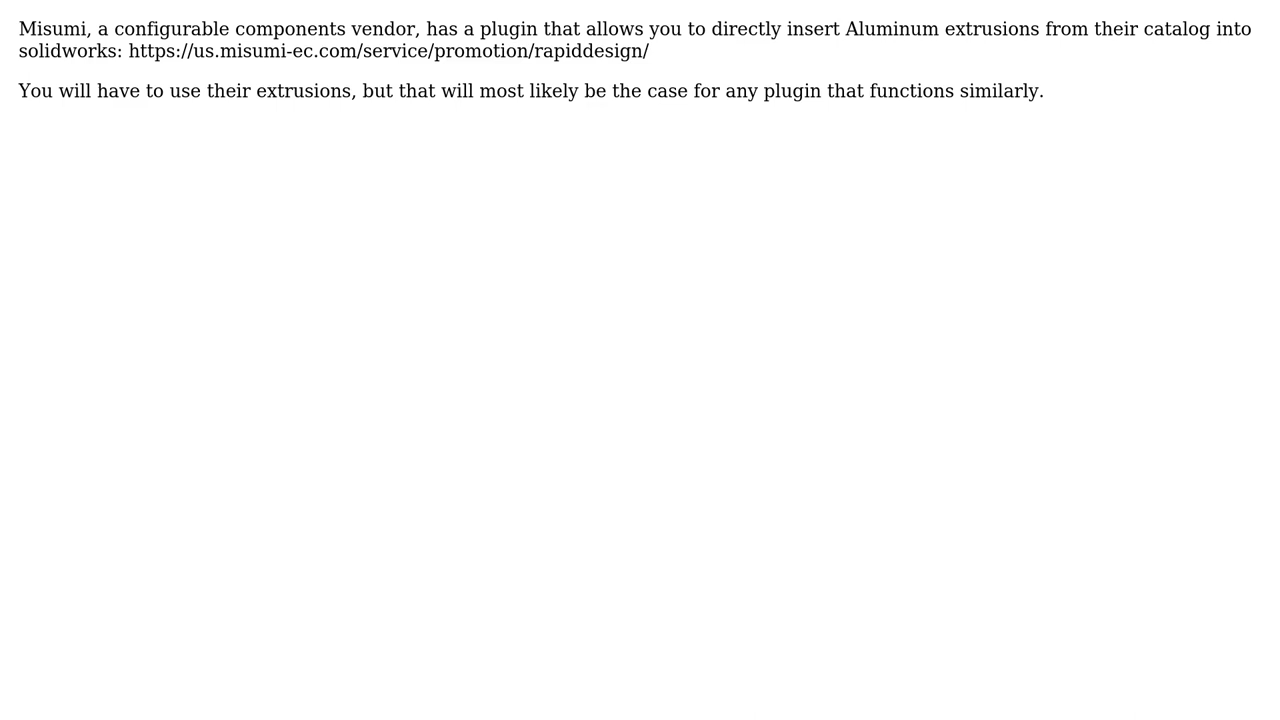 Misumi, a configurable components vendor, has a plugin that allows you to directly insert Aluminum extrusions from their catalog into
solidworks: https://us.misumi-ec.com/service/promotion/rapiddesign/
You will have to use their extrusions, but that will most likely be the case for any plugin that functions similarly.